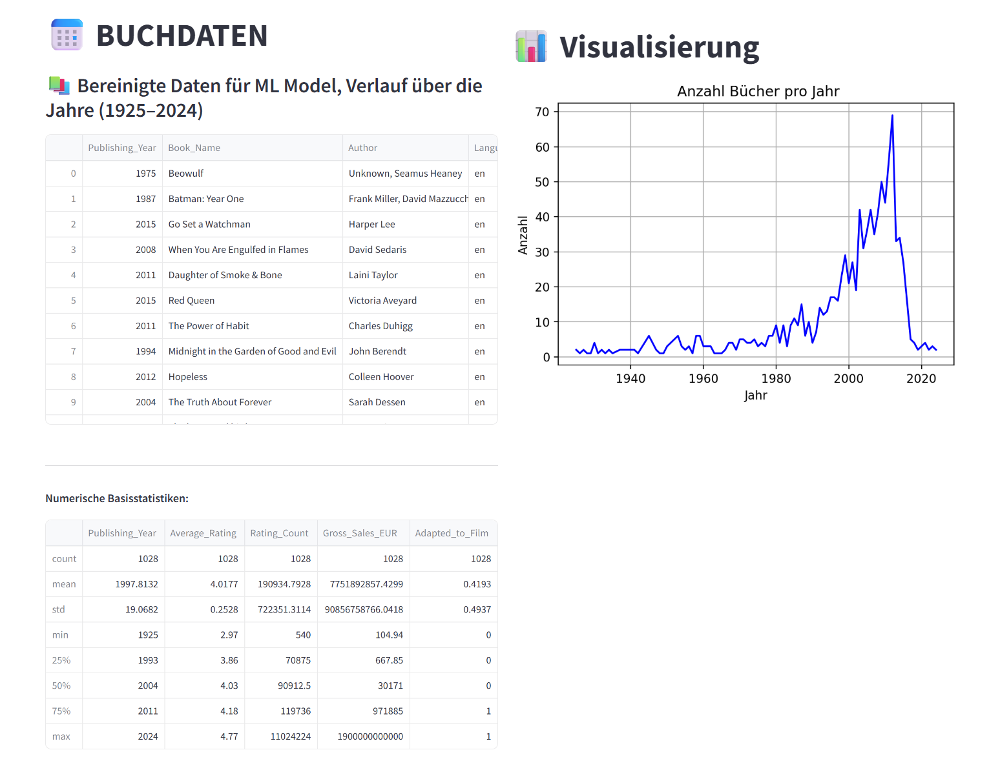 BUCHDATEN
Bereinigte Daten für ML Model, Verlauf über die
Jahre (1925–2024)
Publishing_Year Book_Name Author Langu
0 1975 Beowulf Unknown, Seamus Heaney en
1 1987 Batman: Year One Frank Miller, David Mazzucch en
2 2015 Go Set a Watchman Harper Lee en
3 2008 When You Are Engulfed in Flames David Sedaris en
4 2011 Daughter of Smoke & Bone Laini Taylor en
5 2015 Red Queen Victoria Aveyard en
6 2011 The Power of Habit Charles Duhigg en
7 1994 Midnight in the Garden of Good and Evil John Berendt en
8 2012 Hopeless Colleen Hoover en
9 2004 The Truth About Forever Sarah Dessen en
Numerische Basisstatistiken:
Publishing_Year Average_Rating Rating_Count Gross_Sales_EUR Adapted_to_Film
count 1028 1028 1028 1028 1028
mean 1997.8132 4.0177 190934.7928 7751892857.4299 0.4193
std 19.0682 0.2528 722351.3114 90856758766.0418 0.4937
min 1925 2.97 540 104.94 0
25% 1993 3.86 70875 667.85 0
50% 2004 4.03 90912.5 30171 0
75% 2011 4.18 119736 971885 1
max 2024 4.77 11024224 1900000000000 1
Visualisierung
Anzahl Bücher pro Jahr
70
60
50
40
30
20
10
0
Anzahl
1940 1960 1980 2000 2020
Jahr